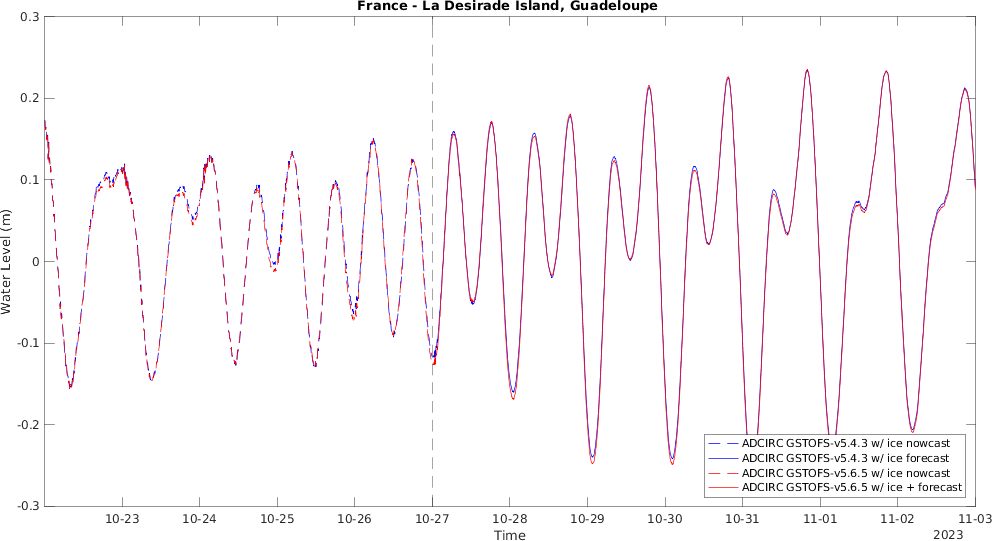 France - La Desirade Island, Guadeloupe
0.3
0.2
0.1
0
-0.1
-0.2
-0.3
Water Level (m)
ADCIRC GSTOFS-v5.4.3 w/ ice nowcast
ADCIRC GSTOFS-v5.4.3 w/ ice forecast
ADCIRC GSTOFS-v5.6.5 w/ ice nowcast
ADCIRC GSTOFS-v5.6.5 w/ ice + forecast
10-23 10-24 10-25 10-26 10-27 10-28 10-29 10-30 10-31 11-01 11-02 11-03
Time
2023